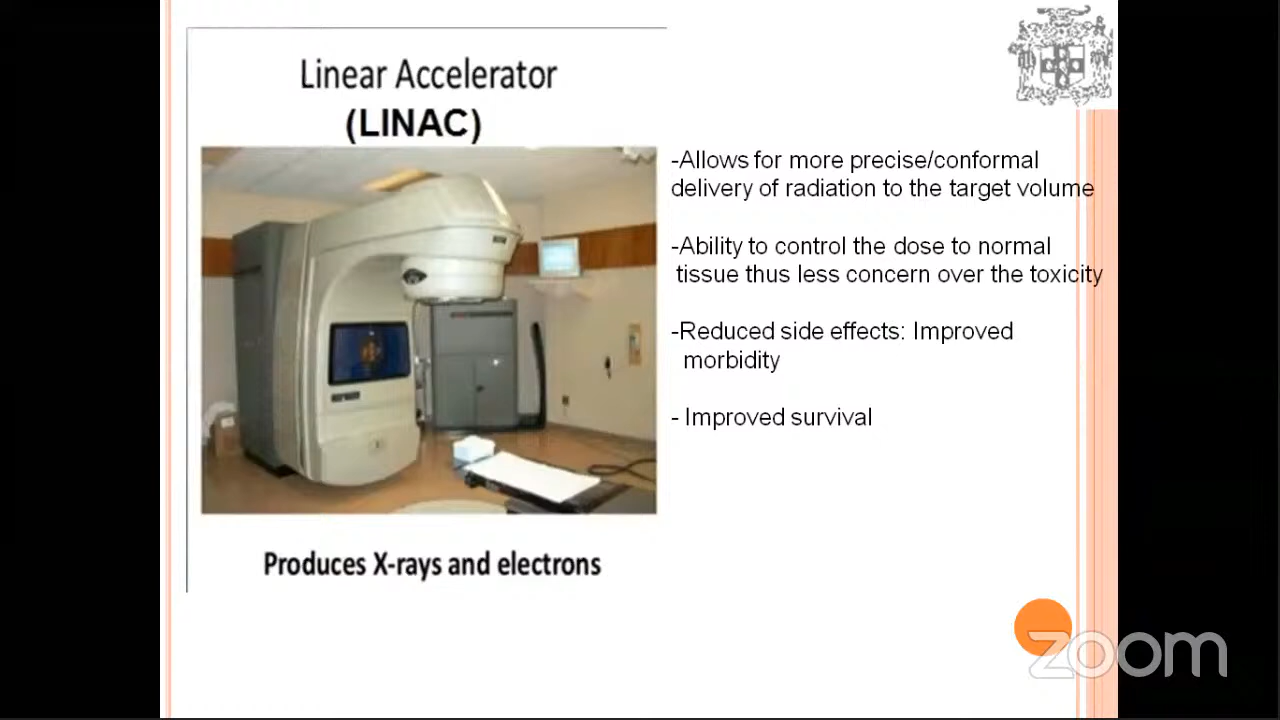 Linear Accelerator
(LINAC)
-Allows for more precise/conformal
delivery of radiation to the target volume
-Ability to control the dose to normal
tissue thus less concern over the toxicity
-Reduced side effects: Improved
morbidity
- Improved survival
Produces X-rays and electrons
zoom